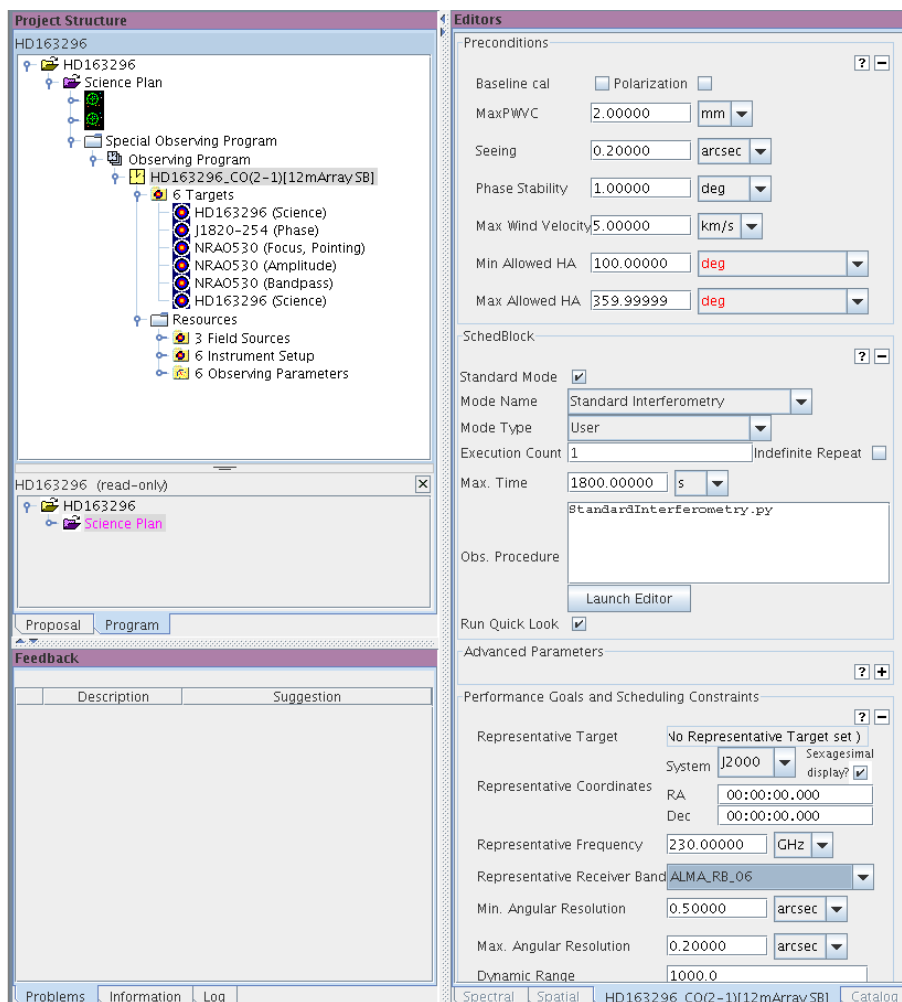 Project Structure
HD163296
HD163296
Science Plan
Special Observing Program
Observing Program
HD163296_CO(2-1)[12mArray SB]
6 Targets
HD163296 (Science)
J1820-254 (Phase)
NRAO530 (Focus, Pointing)
NRAO530 (Amplitude)
NRAO530 (Bandpass)
HD163296 (Science)
Resources
3 Field Sources
6 Instrument Setup
6 Observing Parameters
HD163296 (read-only)
HD163296
Science Plan
Proposal Program
Feedback
Description Suggestion
Problems Information Log
Editors
Preconditions
? −
Baseline cal Polarization
MaxPWVC 2.00000 mm
Seeing 0.20000 arcsec
Phase Stability 1.00000 deg
Max Wind Velocity 5.00000 km/s
Min Allowed HA 100.00000 deg
Max Allowed HA 359.99999 deg
SchedBlock
? −
Standard Mode
Mode Name Standard Interferometry
Mode Type User
Execution Count 1 Indefinite Repeat
Max. Time 1800.00000 s
StandardInterferometry.py
Obs. Procedure
Launch Editor
Run Quick Look
Advanced Parameters
? +
Performance Goals and Scheduling Constraints
? −
Representative Target No Representative Target set )
Sexagesimal
System J2000 display?
Representative Coordinates
RA 00:00:00.000
Dec 00:00:00.000
Representative Frequency 230.00000 GHz
Representative Receiver Band ALMA_RB_06
Min. Angular Resolution 0.50000 arcsec
Max. Angular Resolution 0.20000 arcsec
Dynamic Range 1000.0
Spectral Spatial HD163296_CO(2-1)[12mArray SB] Catalog